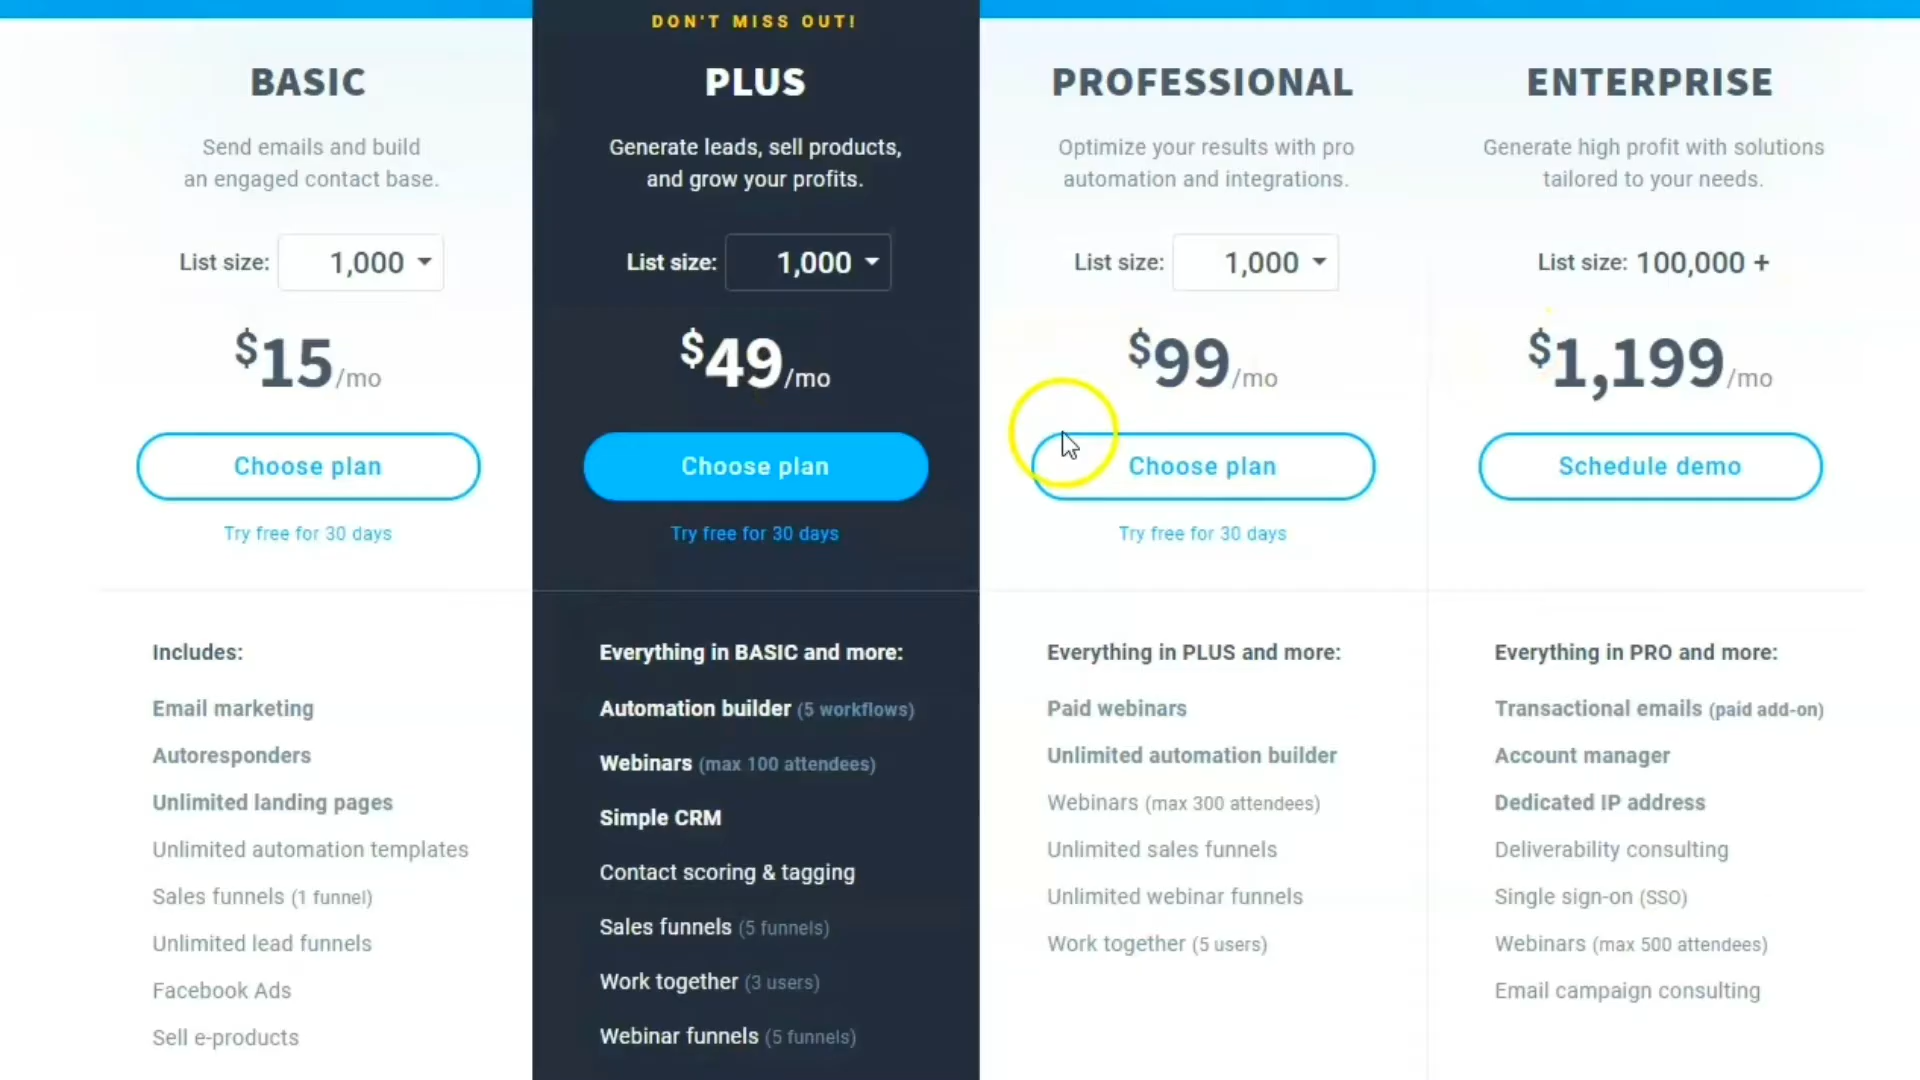 BASIC
Send emails and build
an engaged contact base.
List size: 1,000
$15/mo
Choose plan
Try free for 30 days
Includes:
Email marketing
Autoresponders
Unlimited landing pages
Unlimited automation templates
Sales funnels (1 funnel)
Unlimited lead funnels
Facebook Ads
Sell e-products
DON'T MISS OUT!
PLUS
Generate leads, sell products,
and grow your profits.
List size: 1,000
$49/mo
Choose plan
Try free for 30 days
Everything in BASIC and more:
Automation builder (5 workflows)
Webinars (max 100 attendees)
Simple CRM
Contact scoring & tagging
Sales funnels (5 funnels)
Work together (3 users)
Webinar funnels (5 funnels)
PROFESSIONAL
Optimize your results with pro
automation and integrations.
List size: 1,000
$99/mo
Choose plan
Try free for 30 days
Everything in PLUS and more:
Paid webinars
Unlimited automation builder
Webinars (max 300 attendees)
Unlimited sales funnels
Unlimited webinar funnels
Work together (5 users)
ENTERPRISE
Generate high profit with solutions
tailored to your needs.
List size: 100,000 +
$1,199/mo
Schedule demo
Everything in PRO and more:
Transactional emails (paid add-on)
Account manager
Dedicated IP address
Deliverability consulting
Single sign-on (SSO)
Webinars (max 500 attendees)
Email campaign consulting